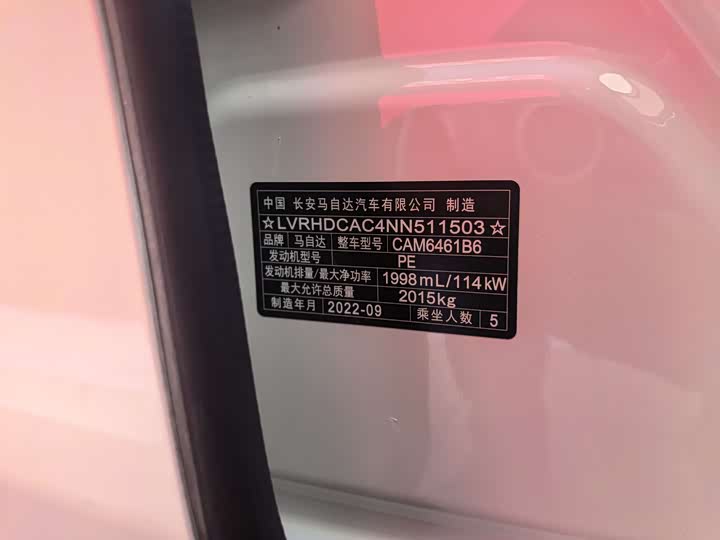 中国 长安马自达汽车有限公司 制造
☆LVRHDCAC4NN511503☆
品牌 马自达 整车型号 CAM6461B6
发动机型号 PE
发动机排量/最大净功率 1998mL/114kW
最大允许总质量 2015kg
制造年月 2022-09 乘坐人数 5